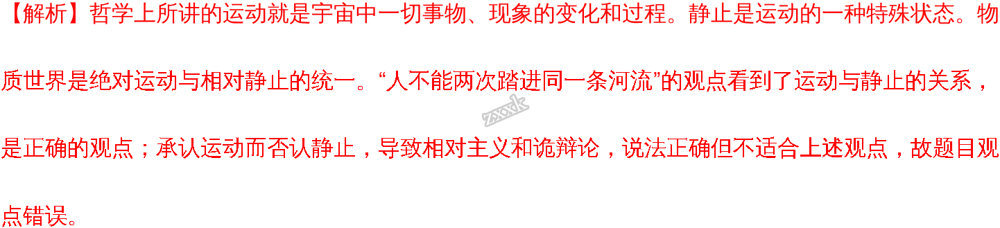 【解析】哲学上所讲的运动就是宇宙中一切事物、现象的变化和过程。静止是运动的一种特殊状态。物
质世界是绝对运动与相对静止的统一。“人不能两次踏进同一条河流”的观点看到了运动与静止的关系，
zxxk
是正确的观点；承认运动而否认静止，导致相对主义和诡辩论，说法正确但不适合上述观点，故题目观
点错误。